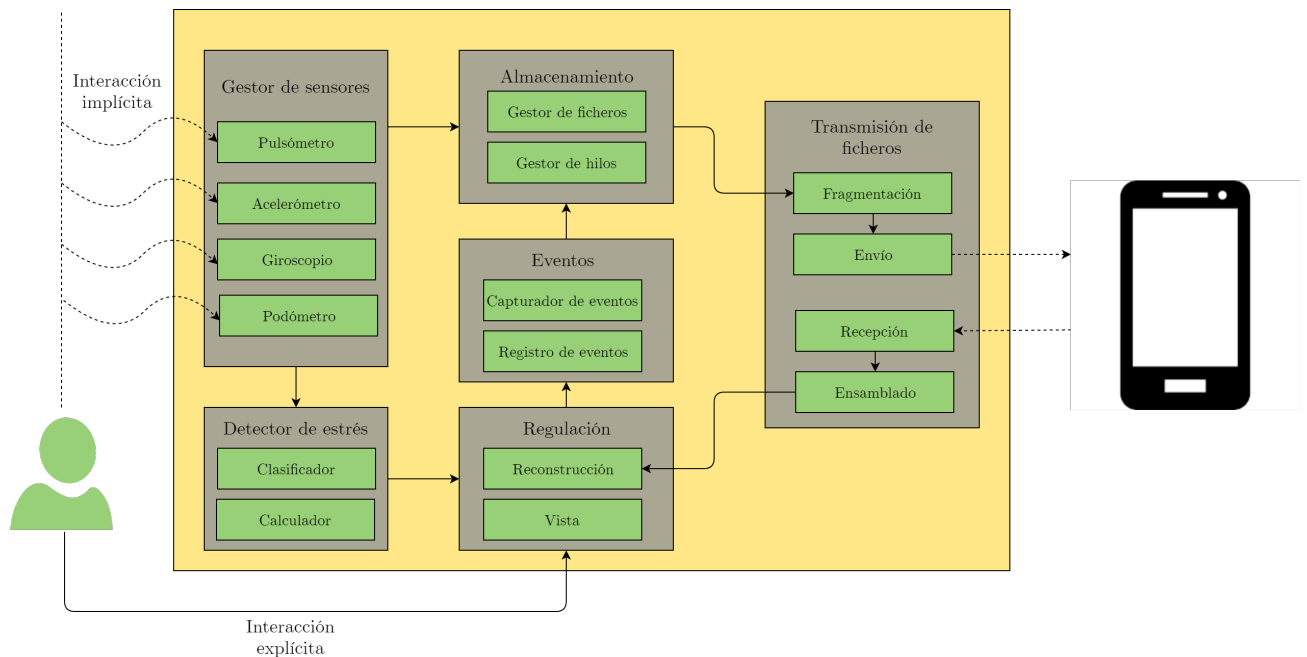 Interacción
implícita
Gestor de sensores
Pulsómetro
Acelerómetro
Giroscopio
Podómetro
Almacenamiento
Gestor de ficheros
Gestor de hilos
Eventos
Capturador de eventos
Registro de eventos
Transmisión de
ficheros
Fragmentación
Envío
Recepción
Ensamblado
Detector de estrés
Clasificador
Calculador
Regulación
Reconstrucción
Vista
Interacción
explícita